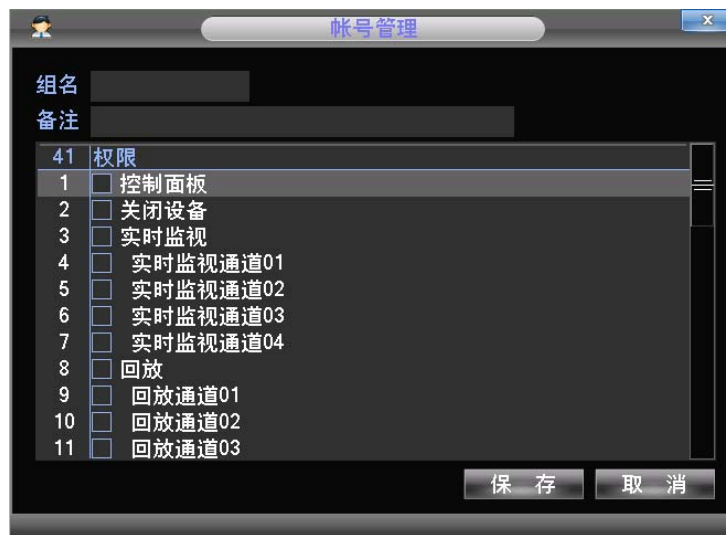 帐号管理
组名
备注
41 权限
1 控制面板
2 关闭设备
3 实时监视
4 实时监视通道01
5 实时监视通道02
6 实时监视通道03
7 实时监视通道04
8 回放
9 回放通道01
10 回放通道02
11 回放通道03
保 存 取 消